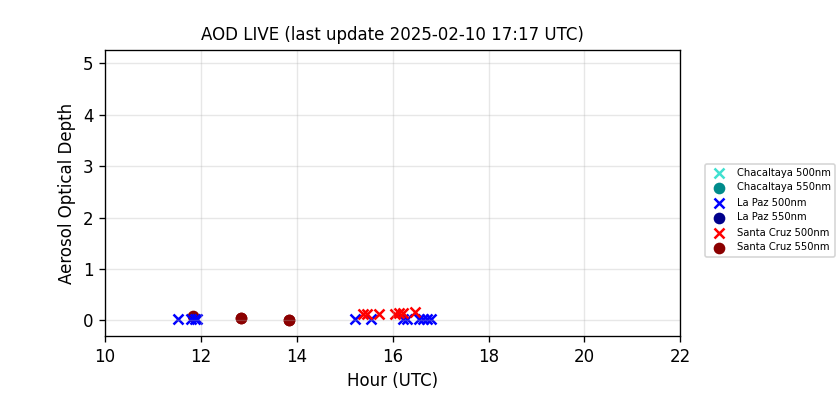 AOD LIVE (last update 2025-02-10 17:17 UTC)
Aerosol Optical Depth
5
4
3
2
1
0
10 12 14 16 18 20 22
Hour (UTC)
Chacaltaya 500nm
Chacaltaya 550nm
La Paz 500nm
La Paz 550nm
Santa Cruz 500nm
Santa Cruz 550nm